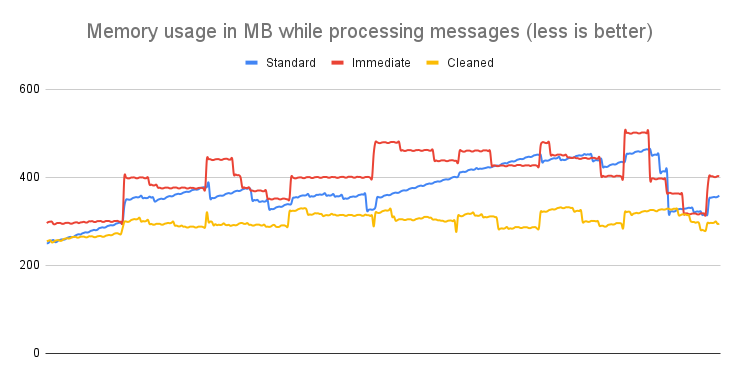 Memory usage in MB while processing messages (less is better)
Standard Immediate Cleaned
600
400
200
0